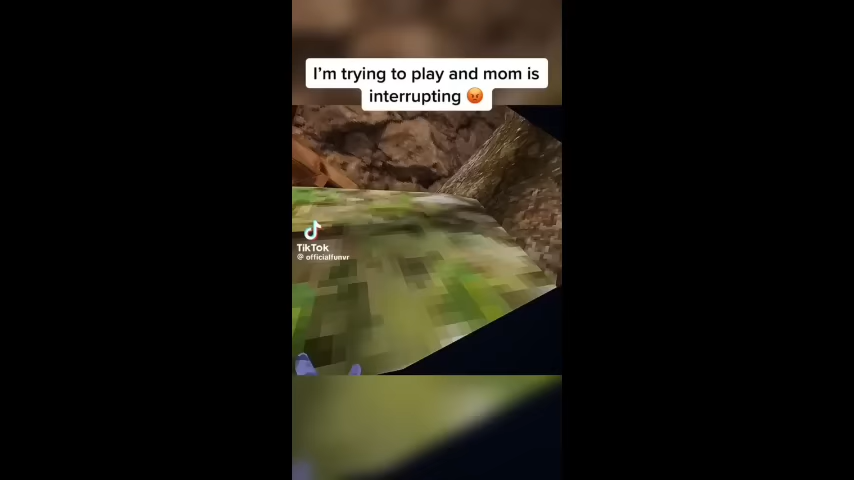 I'm trying to play and mom is
interrupting 😡
TikTok
@officialfunvr